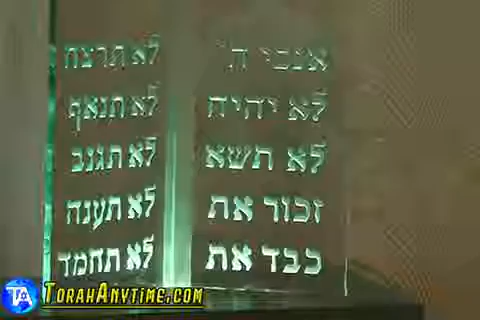 אנכי ה'
לא יהיה
לא תשא
זכור את
כבד את
לא תרצח
לא תנאף
לא תגנב
לא תענה
לא תחמד
TA TORAHANYTIME.COM